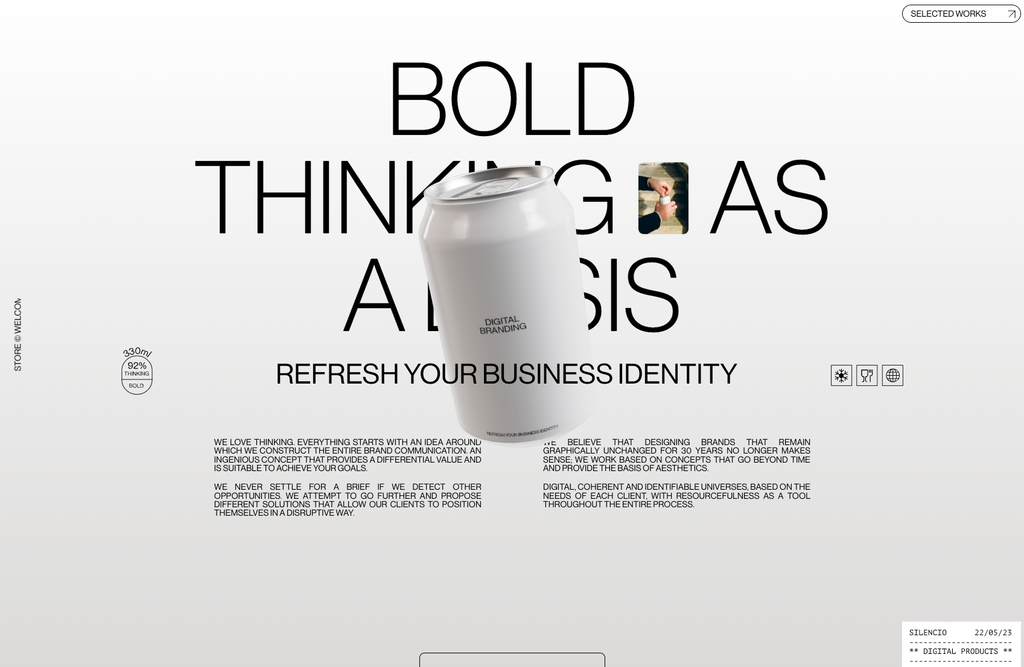 SELECTED WORKS
BOLD
THINKING AS
A
STORE © WELCOM
DIGITAL
BRANDING
330ml
92%
THINKING
BOLD
REFRESH YOUR BUSINESS IDENTITY
REFRESH YOUR BUSINESS IDENTITY
WE LOVE THINKING. EVERYTHING STARTS WITH AN IDEA AROUND
WHICH WE CONSTRUCT THE ENTIRE BRAND COMMUNICATION. AN
INGENIOUS CONCEPT THAT PROVIDES A DIFFERENTIAL VALUE AND
IS SUITABLE TO ACHIEVE YOUR GOALS.
WE NEVER SETTLE FOR A BRIEF IF WE DETECT OTHER
OPPORTUNITIES. WE ATTEMPT TO GO FURTHER AND PROPOSE
DIFFERENT SOLUTIONS THAT ALLOW OUR CLIENTS TO POSITION
THEMSELVES IN A DISRUPTIVE WAY.
WE BELIEVE THAT DESIGNING BRANDS THAT REMAIN
GRAPHICALLY UNCHANGED FOR 30 YEARS NO LONGER MAKES
SENSE; WE WORK BASED ON CONCEPTS THAT GO BEYOND TIME
AND PROVIDE THE BASIS OF AESTHETICS.
DIGITAL, COHERENT AND IDENTIFIABLE UNIVERSES, BASED ON THE
NEEDS OF EACH CLIENT, WITH RESOURCEFULNESS AS A TOOL
THROUGHOUT THE ENTIRE PROCESS.
SILENCIO 22/05/23
** DIGITAL PRODUCTS **